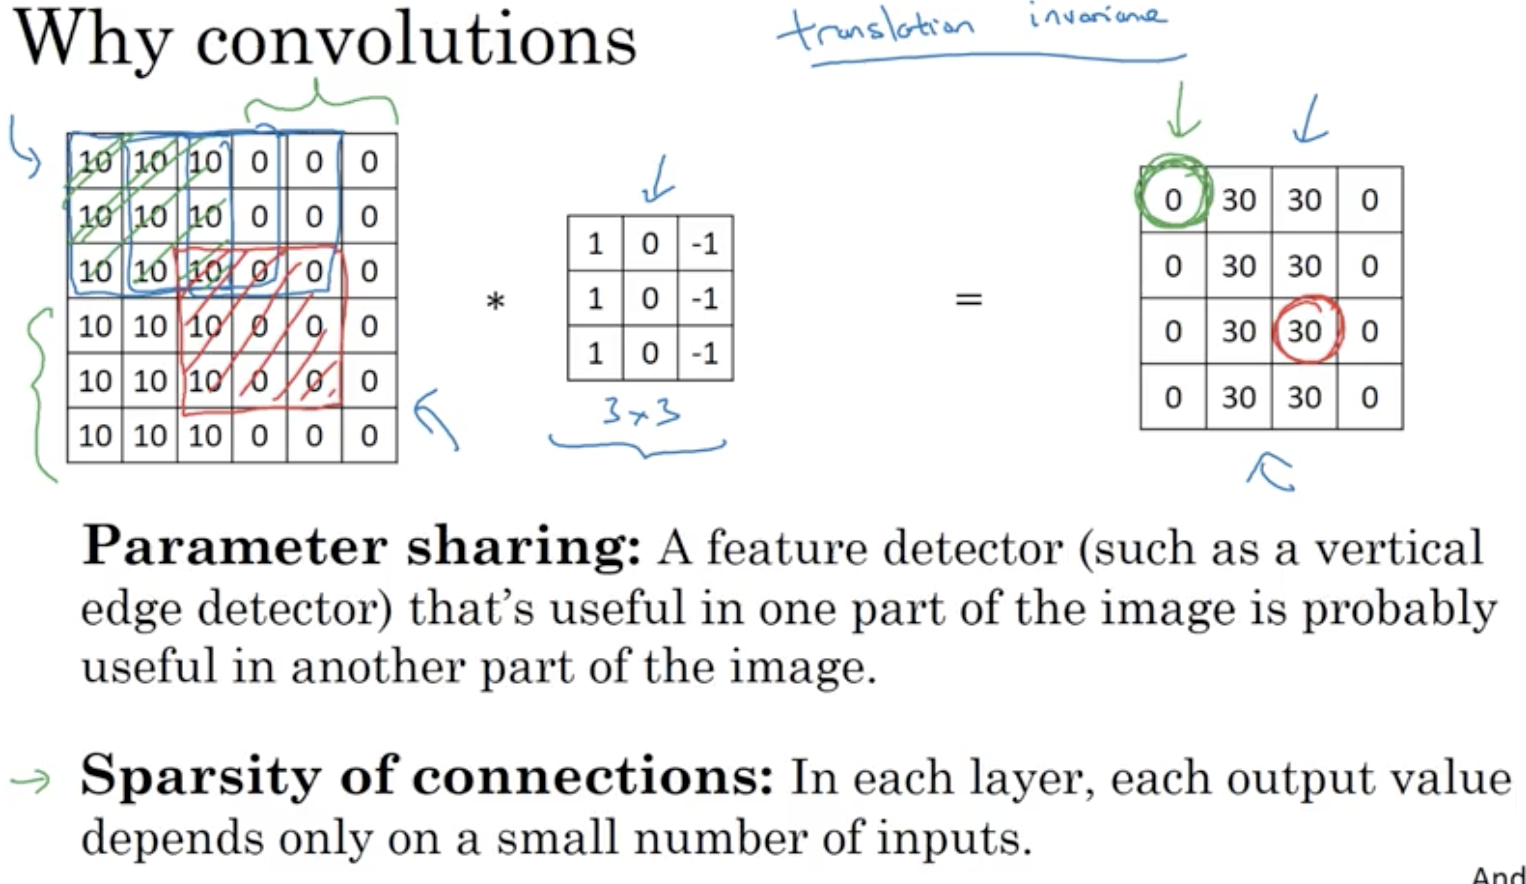 Why convolutions
translation invariance
10 10 10 0 0 0
10 10 10 0 0 0
10 10 10 0 0 0
10 10 10 0 0 0
10 10 10 0 0 0
10 10 10 0 0 0
*
1 0 -1
1 0 -1
1 0 -1
3x3
=
0 30 30 0
0 30 30 0
0 30 30 0
0 30 30 0
Parameter sharing: A feature detector (such as a vertical
edge detector) that's useful in one part of the image is probably
useful in another part of the image.
→ Sparsity of connections: In each layer, each output value
depends only on a small number of inputs.
And